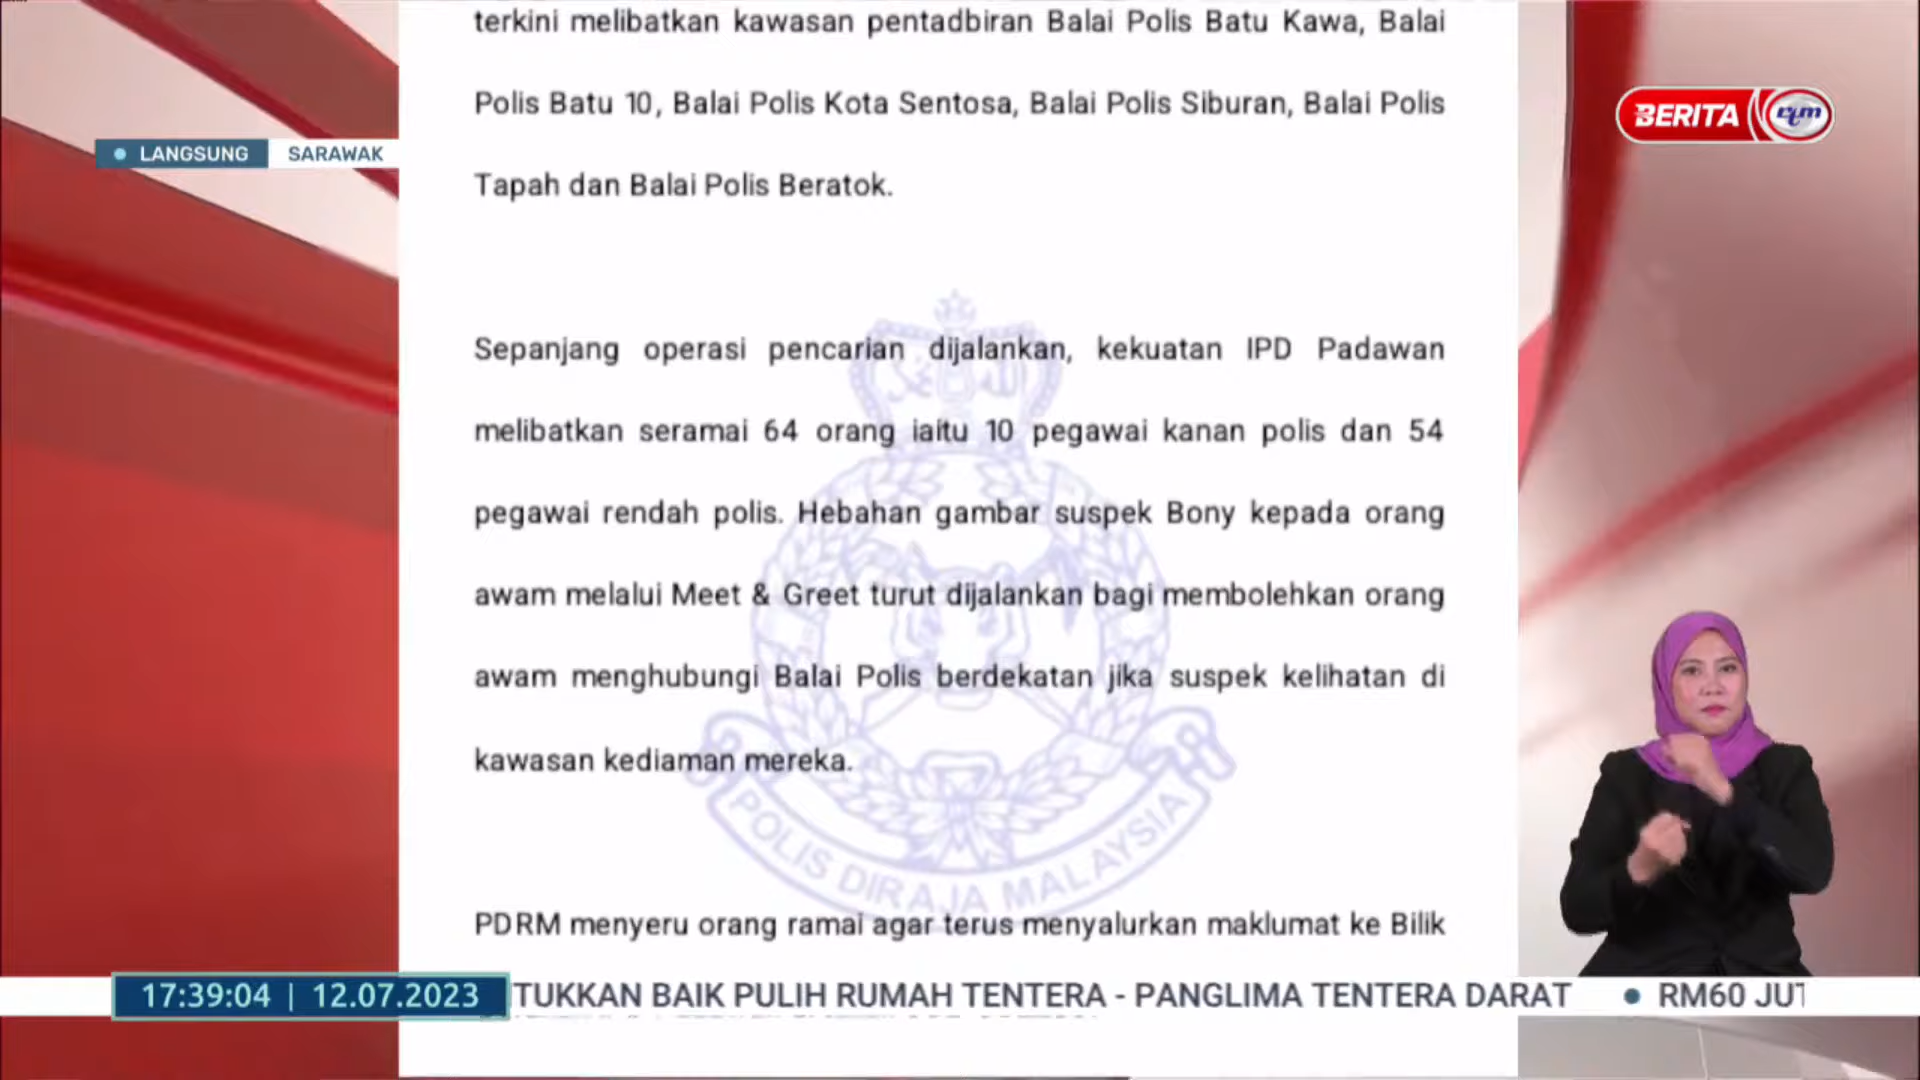 terkini melibatkan kawasan pentadbiran Balai Polis Batu Kawa, Balai
Polis Batu 10, Balai Polis Kota Sentosa, Balai Polis Siburan, Balai Polis
Tapah dan Balai Polis Beratok.
BERITA rtm
LANGSUNG SARAWAK
Sepanjang operasi pencarian dijalankan, kekuatan IPD Padawan
melibatkan seramai 64 orang iaitu 10 pegawai kanan polis dan 54
pegawai rendah polis. Hebahan gambar suspek Bony kepada orang
awam melalui Meet & Greet turut dijalankan bagi membolehkan orang
awam menghubungi Balai Polis berdekatan jika suspek kelihatan di
kawasan kediaman mereka.
POLIS DIRAJA MALAYSIA
PDRM menyeru orang ramai agar terus menyalurkan maklumat ke Bilik
17:39:04 | 12.07.2023 TUKKAN BAIK PULIH RUMAH TENTERA - PANGLIMA TENTERA DARAT • RM60 JUT